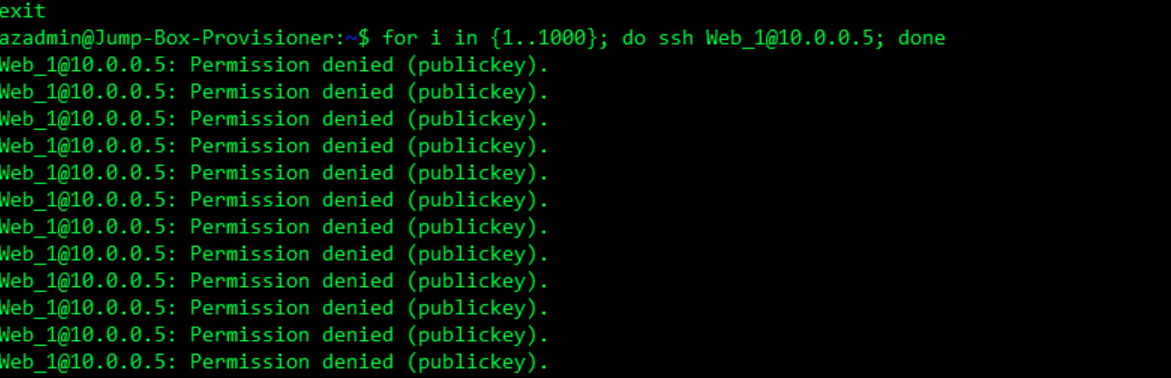 exit
azadmin@Jump-Box-Provisioner:~$ for i in {1..1000}; do ssh Web_1@10.0.0.5; done
Web_1@10.0.0.5: Permission denied (publickey).
Web_1@10.0.0.5: Permission denied (publickey).
Web_1@10.0.0.5: Permission denied (publickey).
Web_1@10.0.0.5: Permission denied (publickey).
Web_1@10.0.0.5: Permission denied (publickey).
Web_1@10.0.0.5: Permission denied (publickey).
Web_1@10.0.0.5: Permission denied (publickey).
Web_1@10.0.0.5: Permission denied (publickey).
Web_1@10.0.0.5: Permission denied (publickey).
Web_1@10.0.0.5: Permission denied (publickey).
Web_1@10.0.0.5: Permission denied (publickey).
Web_1@10.0.0.5: Permission denied (publickey).